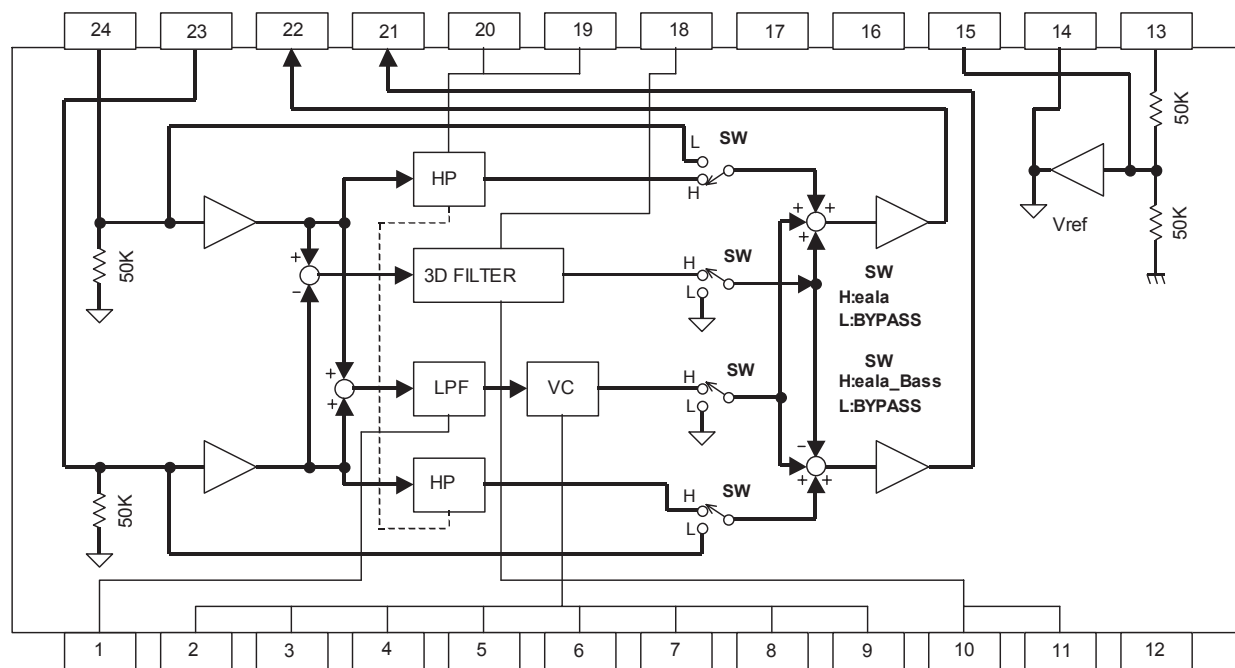 24 23 22 21 20 19 18 17 16 15 14 13
50K
L SW
HP
H
50K
Vref
50K
50K
+ +
+
+
−
3D FILTER
H SW
L
SW
H:eala
L:BYPASS
SW
H:eala_Bass
L:BYPASS
+
+
LPF
VC
H SW
L
−
+ +
HP
H SW
L
50K
1 2 3 4 5 6 7 8 9 10 11 12